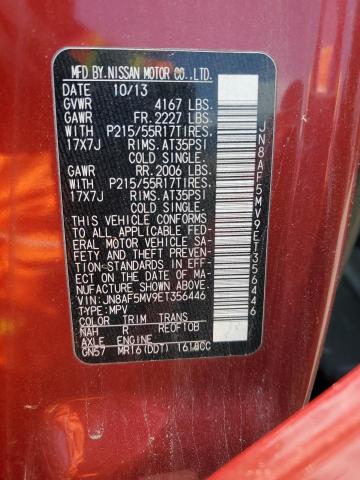 MFD.BY.NISSAN MOTOR CO.,LTD.
DATE 10/13
GVWR 4167 LBS.
GAWR FR.2227 LBS.
WITH P215/55R17TIRES.
17X7J RIMS.AT35PSI
COLD SINGLE.
GAWR RR.2006 LBS.
WITH P215/55R17TIRES.
17X7J RIMS.AT35PSI
COLD SINGLE.
THIS VEHICLE CONFORMS
TO ALL APPLICABLE FED-
ERAL MOTOR VEHICLE SA-
FETY AND THEFT PREVENTION
STANDARDS IN EFF-
ECT ON THE DATE OF MA-
NUFACTURE SHOWN ABOVE.
VIN:JN8AF5MV9ET356446
TYPE:MPV
COLOR TRIM TRANS
NAH R RE0F10B
AXLE ENGINE
GN57 MR16(DDT) 1618CC
JN8AF5MV9ET356446